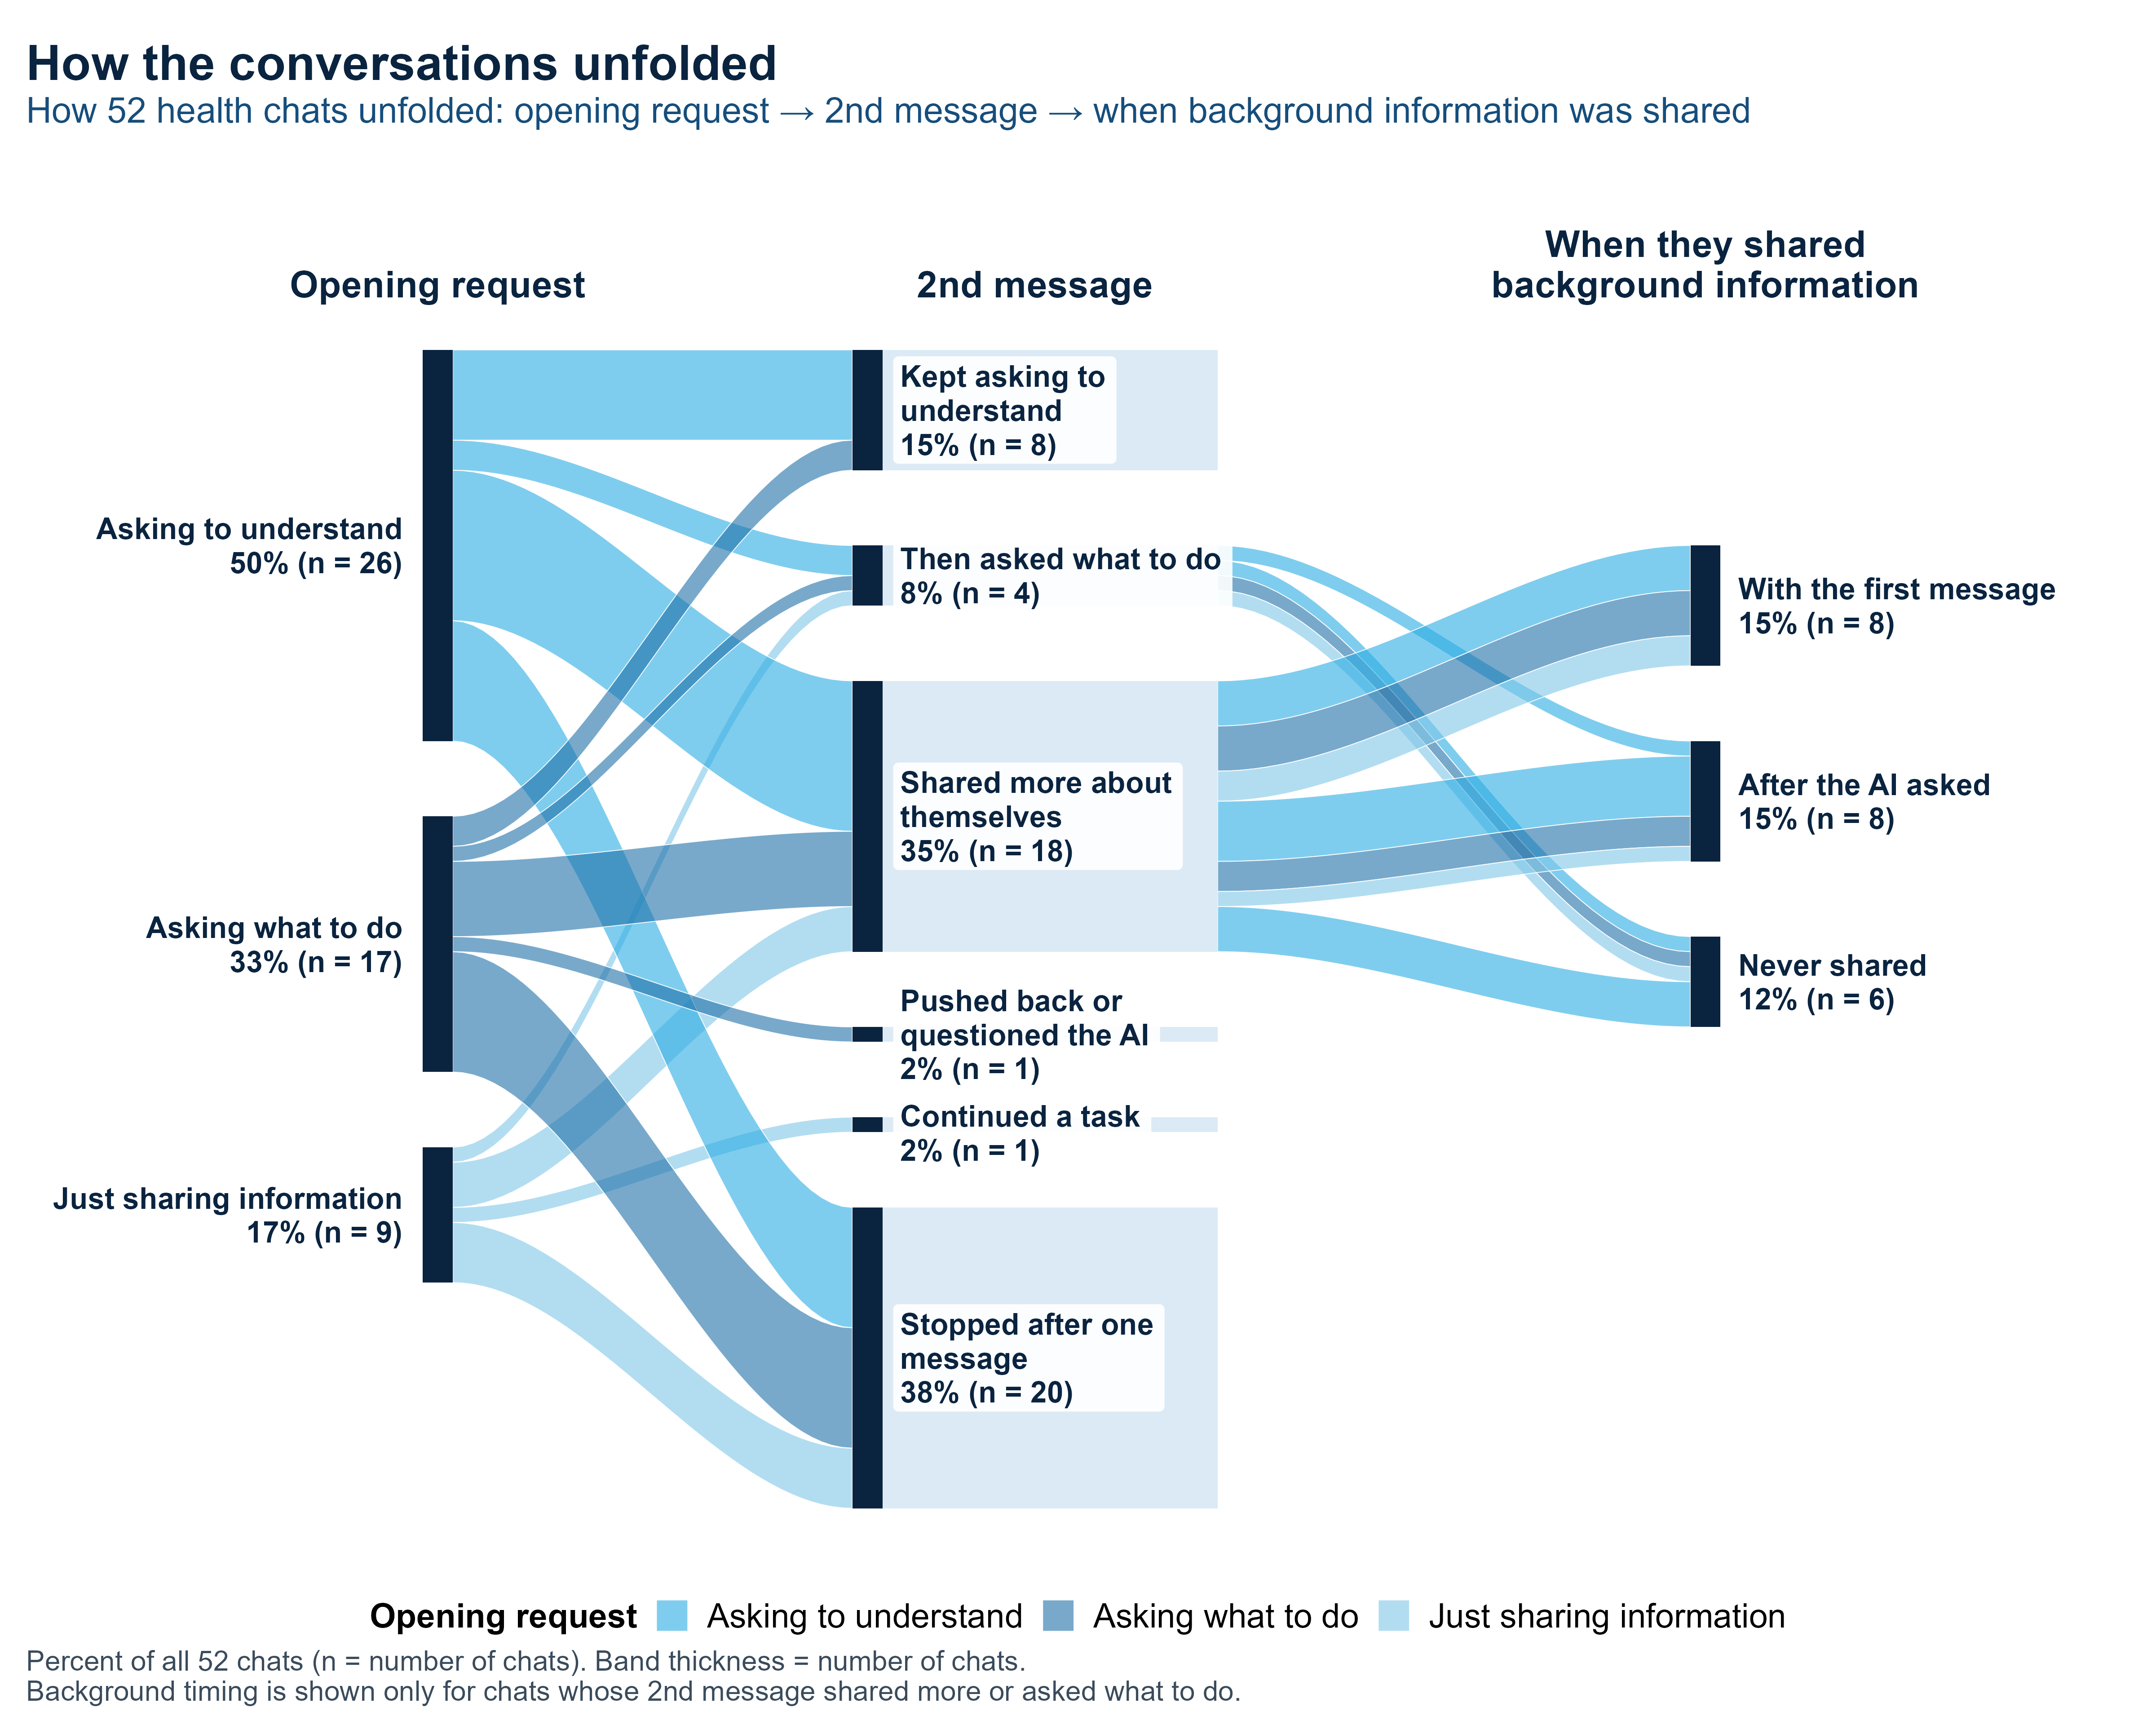 How the conversations unfolded
How 52 health chats unfolded: opening request → 2nd message → when background information was shared
Opening request
2nd message
When they shared
background information
Asking to understand
50% (n = 26)
Asking what to do
33% (n = 17)
Just sharing information
17% (n = 9)
Kept asking to
understand
15% (n = 8)
Then asked what to do
8% (n = 4)
Shared more about
themselves
35% (n = 18)
Pushed back or
questioned the AI
2% (n = 1)
Continued a task
2% (n = 1)
Stopped after one
message
38% (n = 20)
With the first message
15% (n = 8)
After the AI asked
15% (n = 8)
Never shared
12% (n = 6)
Opening request Asking to understand Asking what to do Just sharing information
Percent of all 52 chats (n = number of chats). Band thickness = number of chats.
Background timing is shown only for chats whose 2nd message shared more or asked what to do.